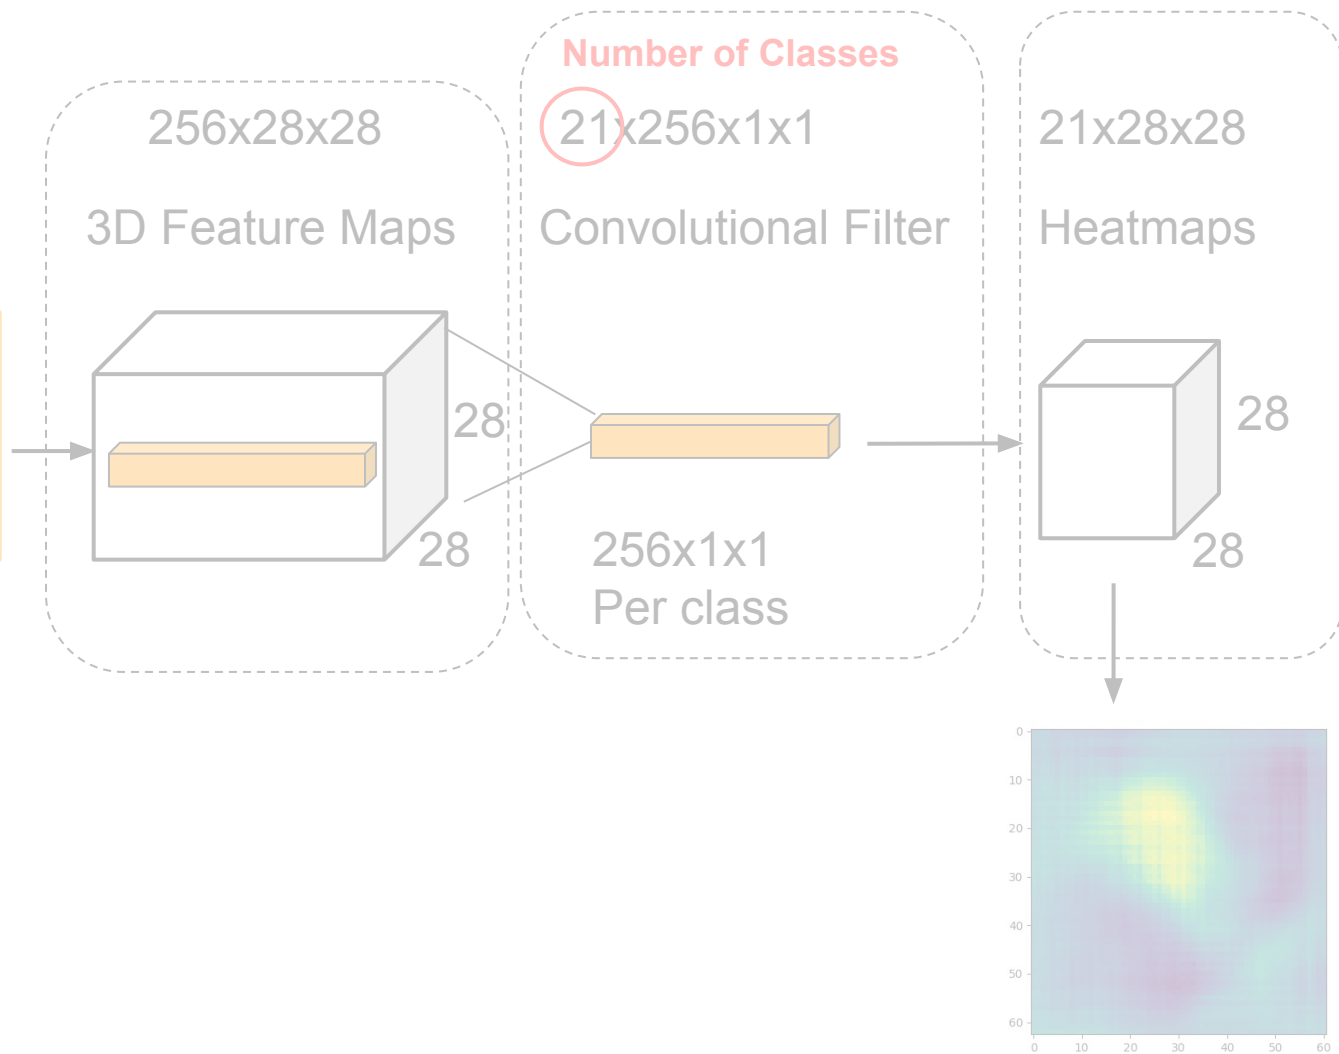 Number of Classes
256x28x28
21x256x1x1
21x28x28
3D Feature Maps
Convolutional Filter
Heatmaps
28
28
256x1x1
Per class
28
28
0
10
20
30
40
50
60
0
10
20
30
40
50
60